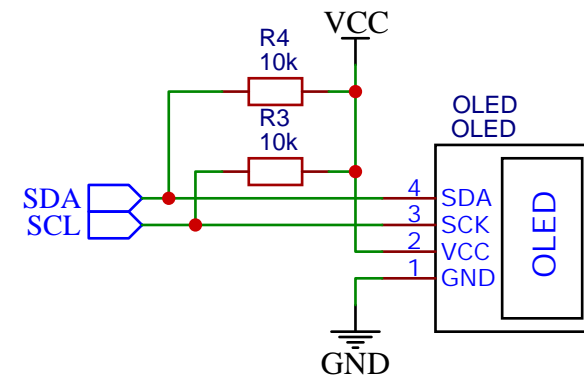 VCC
R4
10k
R3
10k
OLED
OLED
SDA
SCL
4 SDA
3 SCK
2 VCC
1 GND
OLED
GND